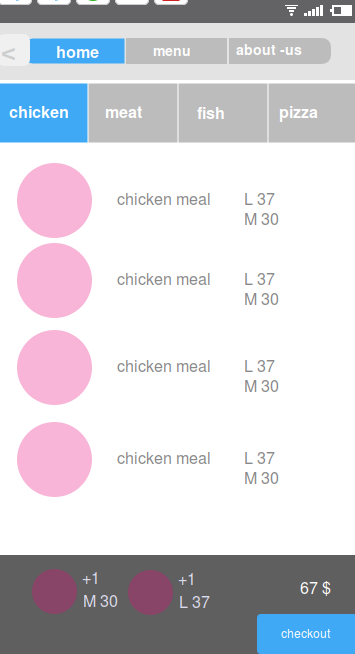 <
home
menu
about -us
chicken
meat
fish
pizza
chicken meal
L 37
M 30
chicken meal
L 37
M 30
chicken meal
L 37
M 30
chicken meal
L 37
M 30
+1
M 30
+1
L 37
67 $
checkout